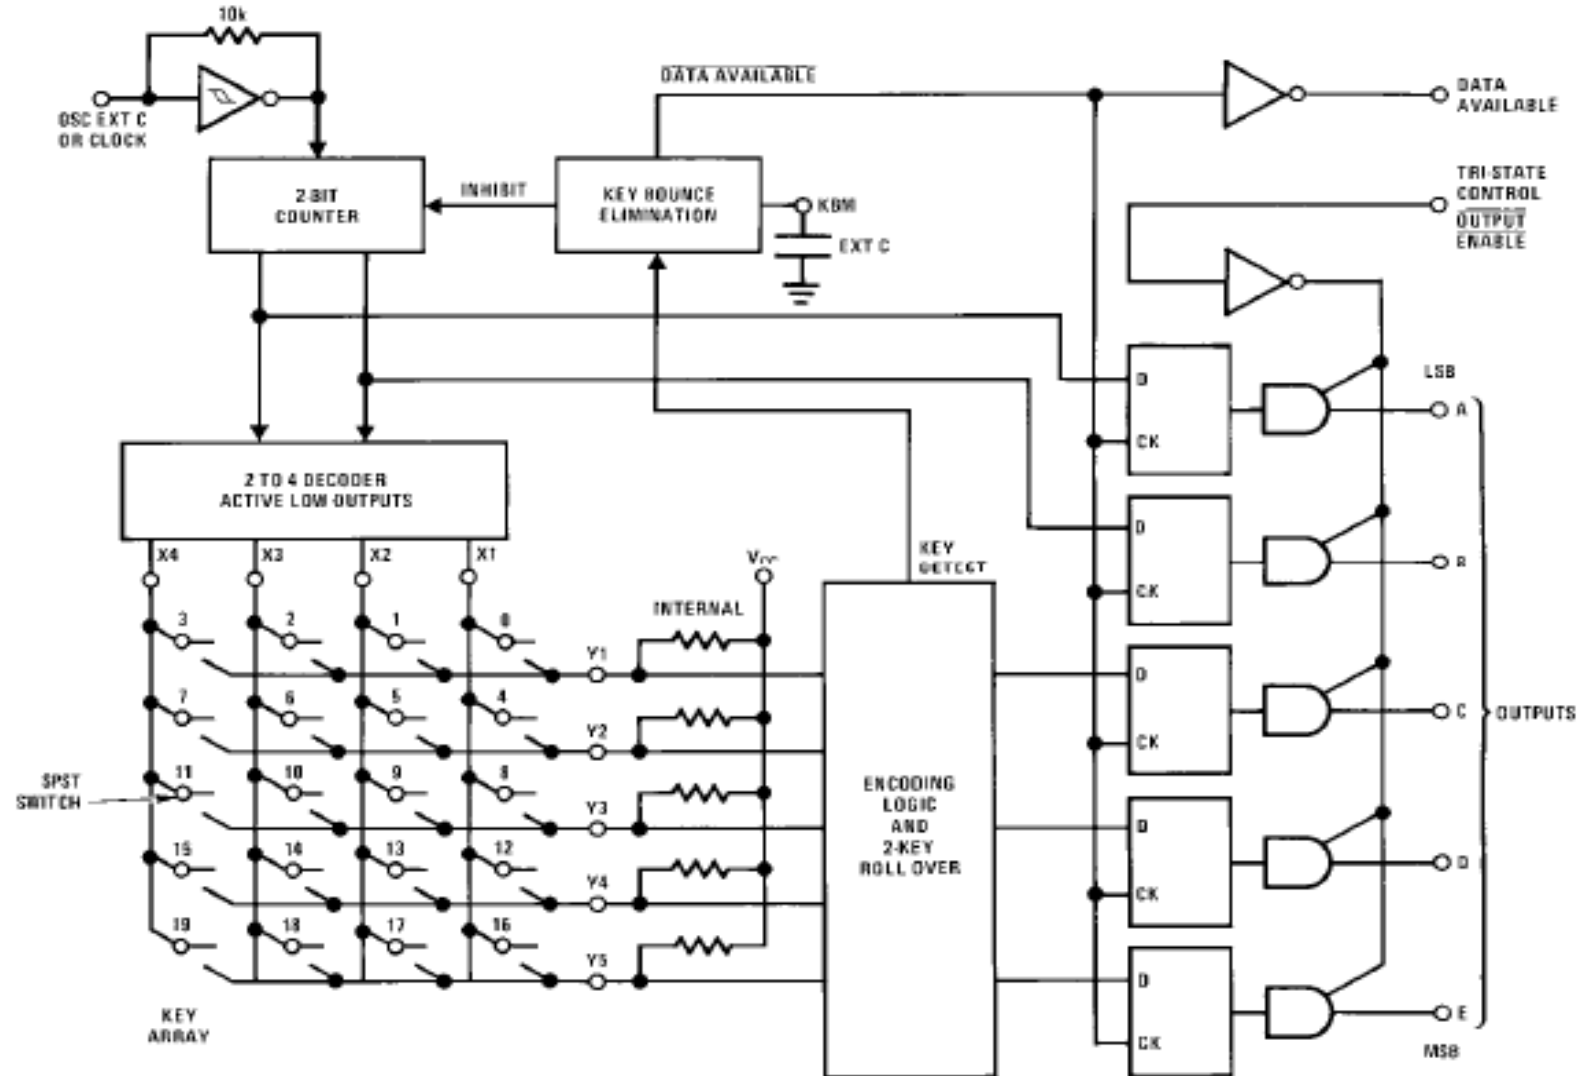 10k
OSC EXT C
OR CLOCK
DATA AVAILABLE
DATA
AVAILABLE
2-BIT
COUNTER
INHIBIT
KEY BOUNCE
ELIMINATION
KBM
EXT C
TRI-STATE
CONTROL
OUTPUT
ENABLE
2 TO 4 DECODER
ACTIVE LOW OUTPUTS
X4
X3
X2
X1
KEY
DETECT
VCC
INTERNAL
3
2
1
0
Y1
7
6
5
4
Y2
11
10
9
8
Y3
15
14
13
12
Y4
19
18
17
16
Y5
SPST
SWITCH
KEY
ARRAY
ENCODING
LOGIC
AND
2-KEY
ROLL OVER
D
CK
D
CK
D
CK
D
CK
D
CK
LSB
A
B
C
D
E
MSB
OUTPUTS